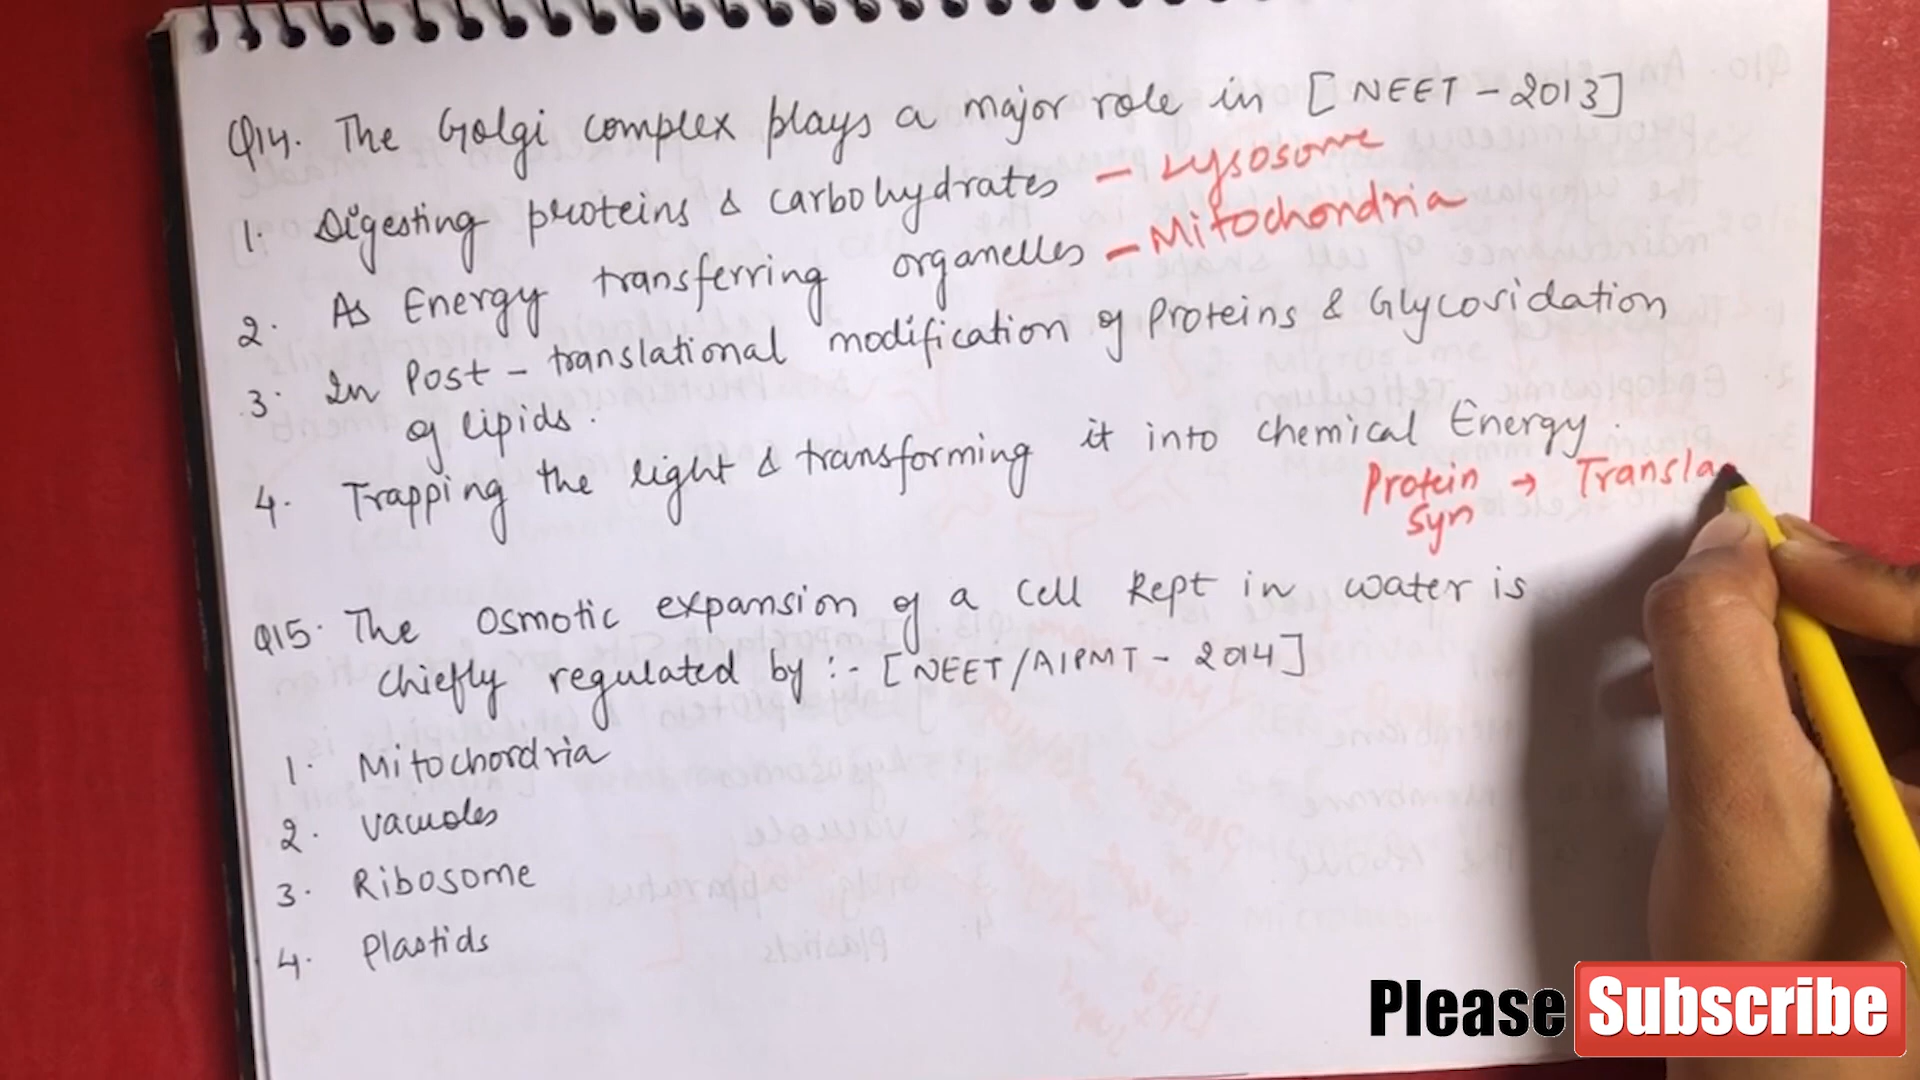 Q14. The Golgi complex plays a major role in [NEET - 2013]
1. Digesting proteins & carbohydrates - Lysosome
2. As Energy transferring organelles - Mitochondria
3. In Post - translational modification of Proteins & Glycosidation
of lipids.
4. Trapping the light & transforming it into chemical Energy.
Protein → Transla
Syn
Q15. The Osmotic expansion of a cell kept in water is
chiefly regulated by :- [NEET/AIPMT - 2014]
1. Mitochordria
2. Vacuoles
3. Ribosome
4. Plastids
Please Subscribe